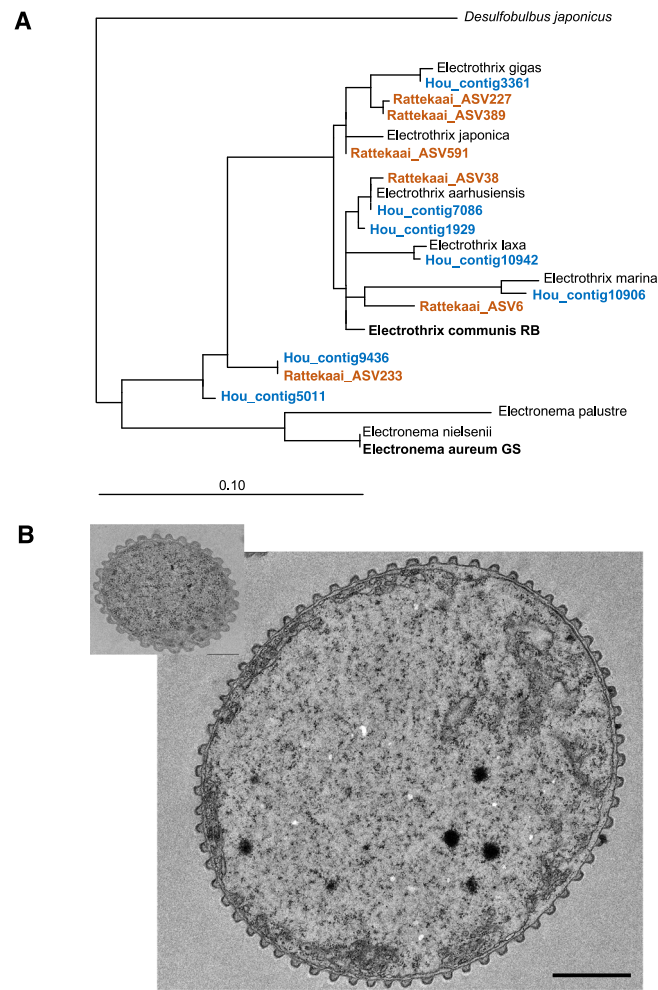 A
Desulfobulbus japonicus
Electrothrix gigas
Hou_contig3361
Rattekaai_ASV227
Rattekaai_ASV389
Electrothrix japonica
Rattekaai_ASV591
Rattekaai_ASV38
Electrothrix aarhusiensis
Hou_contig7086
Hou_contig1929
Electrothrix laxa
Hou_contig10942
Electrothrix marina
Hou_contig10906
Rattekaai_ASV6
Electrothrix communis RB
Hou_contig9436
Rattekaai_ASV233
Hou_contig5011
Electronema palustre
Electronema nielsenii
Electronema aureum GS
0.10
B